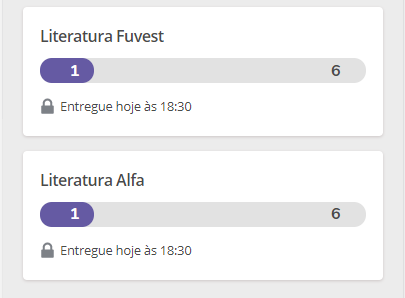 Literatura Fuvest
1 6
Entregue hoje às 18:30
Literatura Alfa
1 6
Entregue hoje às 18:30